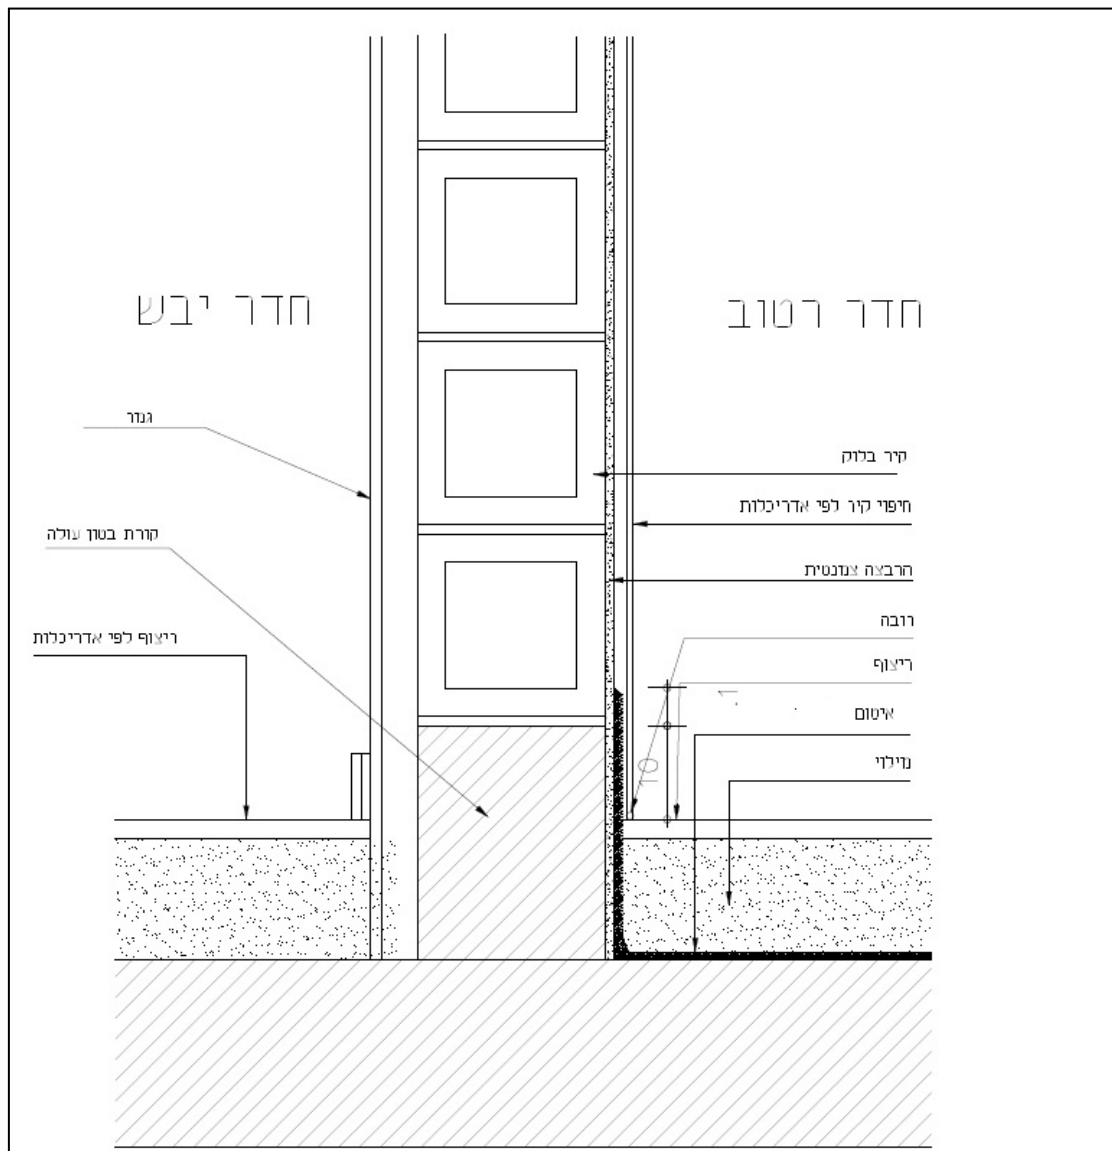 חדר רטוב
חדר יבש
גמר
קיר בלוק
חיפוי קיר לפי אדריכלות
קורת בטון עולה
הרבצה צמנטית
רובה
ריצוף לפי אדריכלות
ריצוף
איטום
מילוי
10